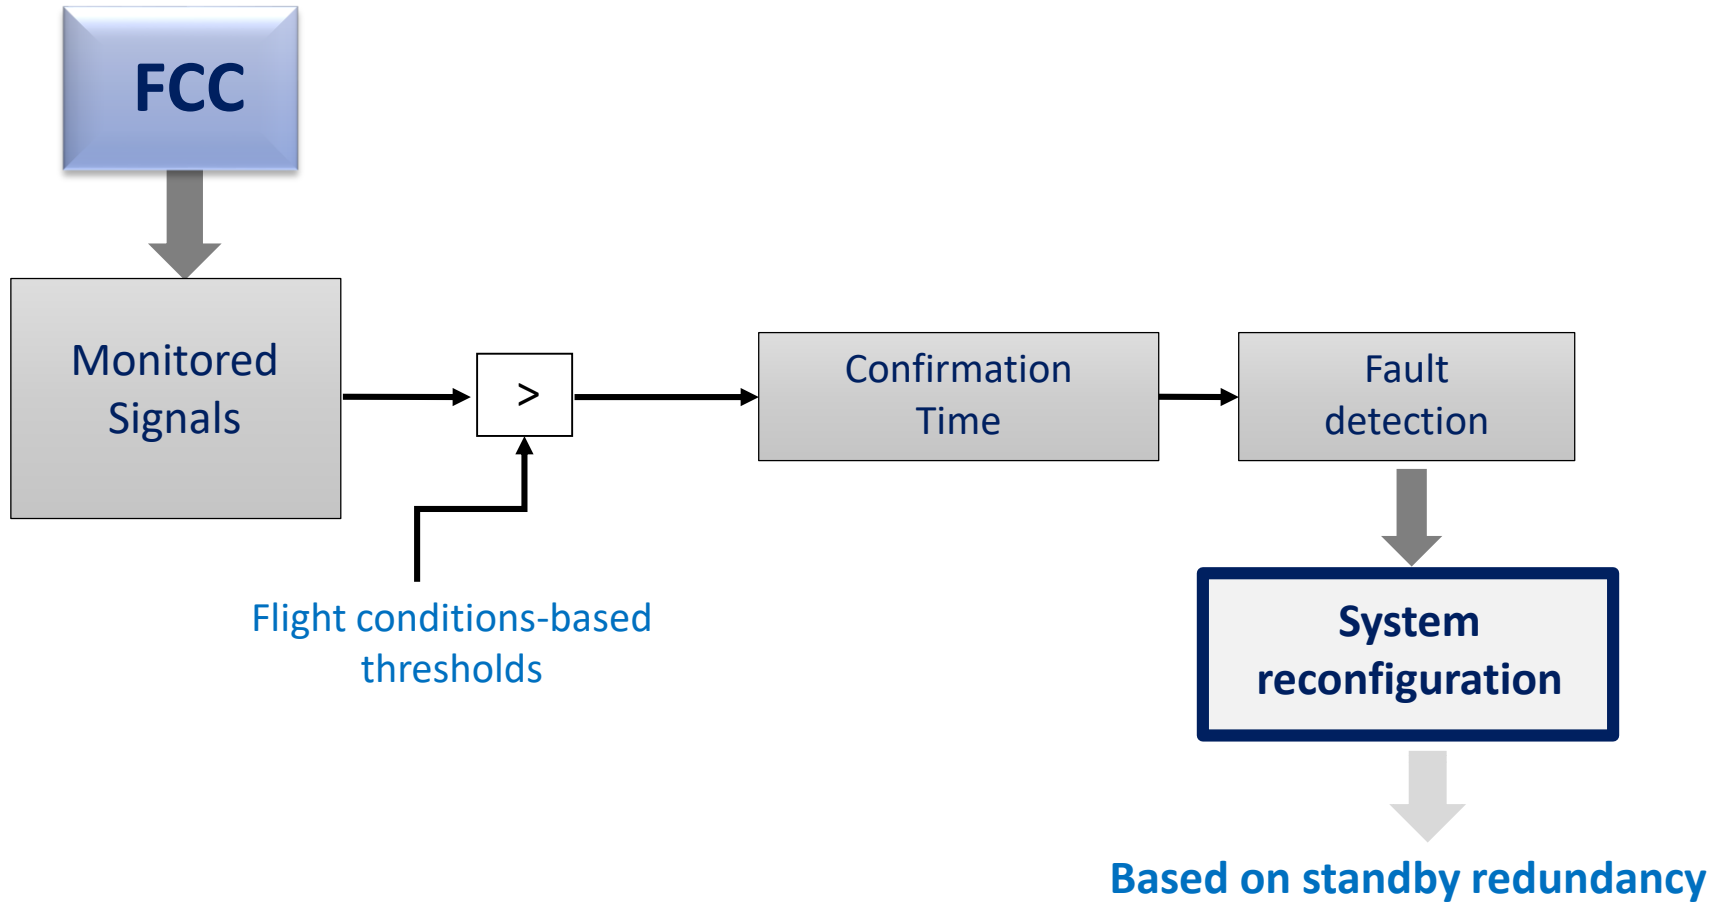 FCC
Monitored
Signals
>
Confirmation
Time
Fault
detection
Flight conditions-based
thresholds
System
reconfiguration
Based on standby redundancy